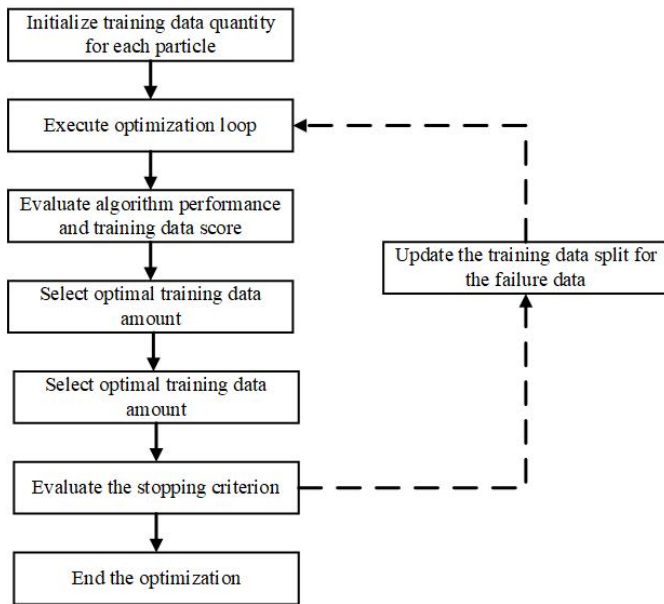 Initialize training data quantity
for each particle
Execute optimization loop
Evaluate algorithm performance
and training data score
Select optimal training data
amount
Select optimal training data
amount
Evaluate the stopping criterion
End the optimization
Update the training data split for
the failure data